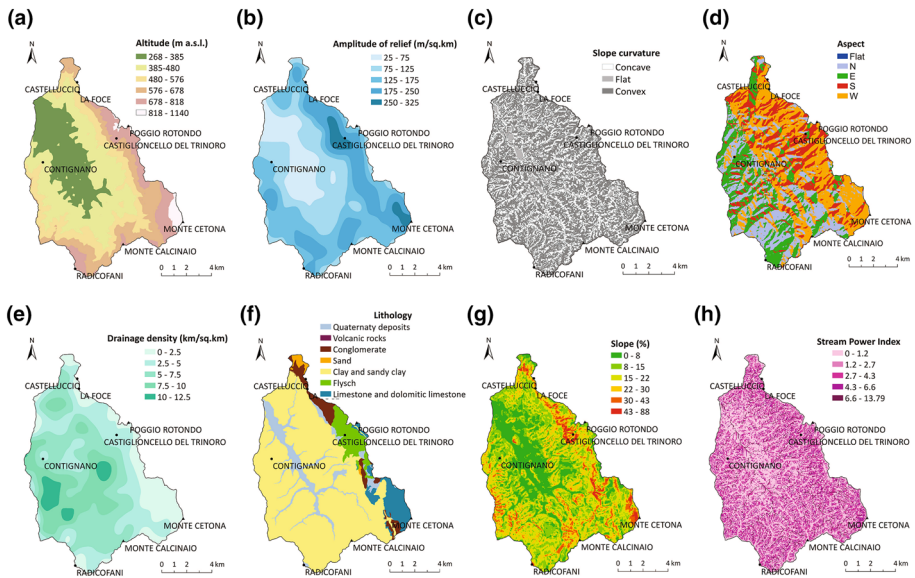 (a)
N
Altitude (m a.s.l.)
268 - 385
385-480
480 - 576
576 - 678
678 - 818
818 - 1140
CASTELLUCCIO
LA FOCE
POGGIO ROTONDO
CASTIGLIONCELLO DEL TRINORO
CONTIGNANO
MONTE CETONA
MONTE CALCINAIO
RADICOFANI
0 1 2 4 km
(b)
N
Amplitude of relief (m/sq.km)
25 - 75
75 - 125
125 - 175
175 - 250
250 - 325
CASTELLUCCIO
LA FOCE
POGGIO ROTONDO
CASTIGLIONCELLO DEL TRINORO
CONTIGNANO
MONTE CETONA
MONTE CALCINAIO
RADICOFANI
0 1 2 4 km
(c)
N
Slope curvature
Concave
Flat
Convex
CASTELLUCCIO
LA FOCE
POGGIO ROTONDO
CASTIGLIONCELLO DEL TRINORO
CONTIGNANO
MONTE CETONA
MONTE CALCINAIO
RADICOFANI
0 1 2 4 km
(d)
N
Aspect
Flat
N
E
S
W
CASTELLUCCIO
LA FOCE
POGGIO ROTONDO
CASTIGLIONCELLO DEL TRINORO
CONTIGNANO
MONTE CETONA
MONTE CALCINAIO
RADICOFANI
0 1 2 4 km
(e)
N
Drainage density (km/sq.km)
0 - 2.5
2.5 - 5
5 - 7.5
7.5 - 10
10 - 12.5
CASTELLUCCIO
LA FOCE
POGGIO ROTONDO
CASTIGLIONCELLO DEL TRINORO
CONTIGNANO
MONTE CETONA
MONTE CALCINAIO
RADICOFANI
0 1 2 4 km
(f)
N
Lithology
Quaternaty deposits
Volcanic rocks
Conglomerate
Sand
Clay and sandy clay
Flysch
Limestone and dolomitic limestone
CASTELLUCCIO
LA FOCE
POGGIO ROTONDO
CASTIGLIONCELLO DEL TRINORO
CONTIGNANO
MONTE CETONA
MONTE CALCINAIO
RADICOFANI
0 1 2 4 km
(g)
N
Slope (%)
0 - 8
8 - 15
15 - 22
22 - 30
30 - 43
43 - 88
CASTELLUCCIO
LA FOCE
POGGIO ROTONDO
CASTIGLIONCELLO DEL TRINORO
CONTIGNANO
MONTE CETONA
MONTE CALCINAIO
RADICOFANI
0 1 2 4 km
(h)
N
Stream Power Index
0 - 1.2
1.2 - 2.7
2.7 - 4.3
4.3 - 6.6
6.6 - 13.79
CASTELLUCCIO
LA FOCE
POGGIO ROTONDO
CASTIGLIONCELLO DEL TRINORO
CONTIGNANO
MONTE CETONA
MONTE CALCINAIO
RADICOFANI
0 1 2 4 km